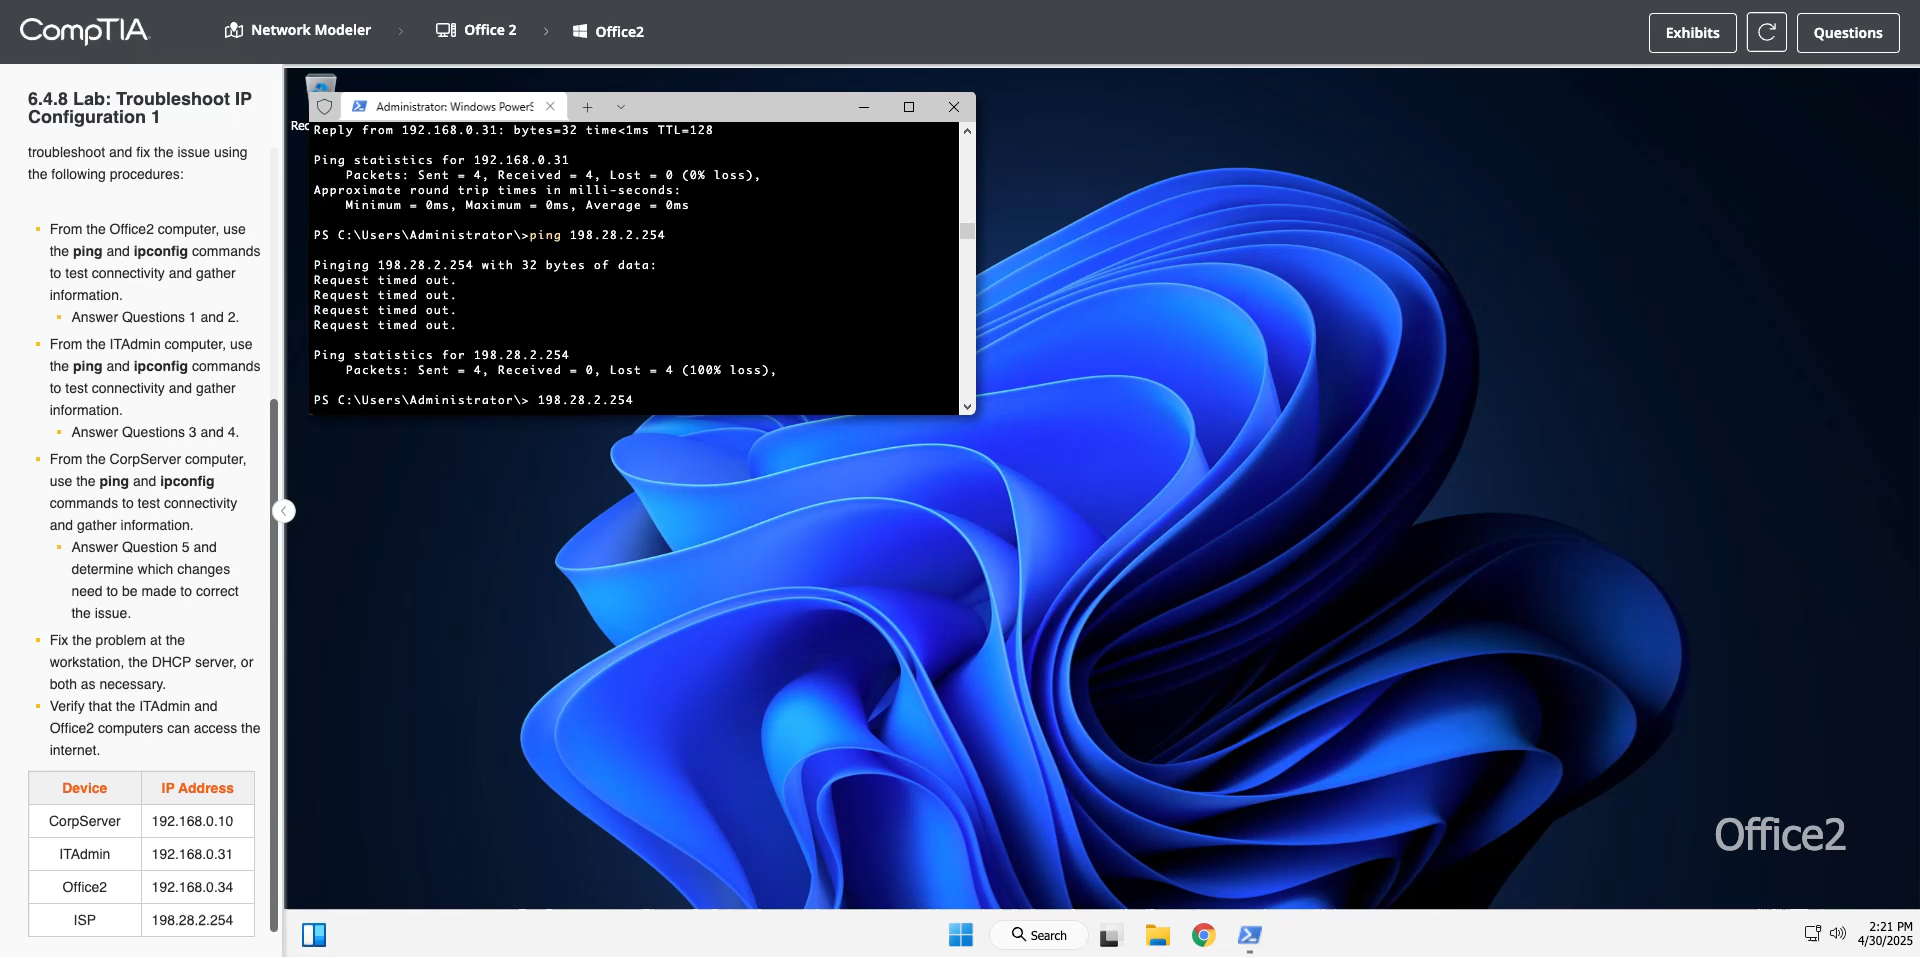 CompTIA
Network Modeler
Office 2
Office2
Exhibits
Questions
6.4.8 Lab: Troubleshoot IP
Configuration 1
troubleshoot and fix the issue using
the following procedures:
From the Office2 computer, use
the ping and ipconfig commands
to test connectivity and gather
information.
Answer Questions 1 and 2.
From the ITAdmin computer, use
the ping and ipconfig commands
to test connectivity and gather
information.
Answer Questions 3 and 4.
From the CorpServer computer,
use the ping and ipconfig
commands to test connectivity
and gather information.
Answer Question 5 and
determine which changes
need to be made to correct
the issue.
Fix the problem at the
workstation, the DHCP server, or
both as necessary.
Verify that the ITAdmin and
Office2 computers can access the
internet.
Device IP Address
CorpServer 192.168.0.10
ITAdmin 192.168.0.31
Office2 192.168.0.34
ISP 198.28.2.254
Rec
Administrator: Windows PowerS
Reply from 192.168.0.31: bytes=32 time<1ms TTL=128
Ping statistics for 192.168.0.31
Packets: Sent = 4, Received = 4, Lost = 0 (0% loss),
Approximate round trip times in milli-seconds:
Minimum = 0ms, Maximum = 0ms, Average = 0ms
PS C:\Users\Administrator\>ping 198.28.2.254
Pinging 198.28.2.254 with 32 bytes of data:
Request timed out.
Request timed out.
Request timed out.
Request timed out.
Ping statistics for 198.28.2.254
Packets: Sent = 4, Received = 0, Lost = 4 (100% loss),
PS C:\Users\Administrator\> 198.28.2.254
Office2
Search
2:21 PM
4/30/2025